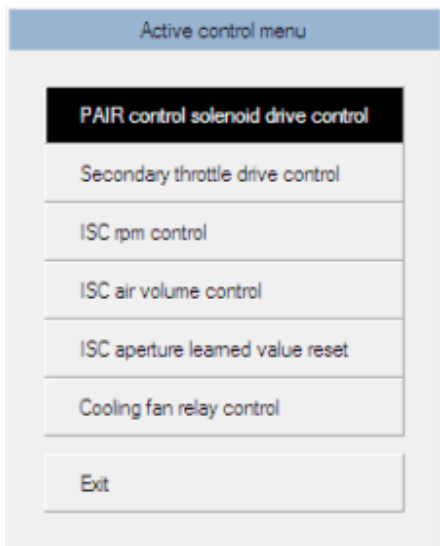 Active control menu
PAIR control solenoid drive control
Secondary throttle drive control
ISC rpm control
ISC air volume control
ISC aperture learned value reset
Cooling fan relay control
Exit